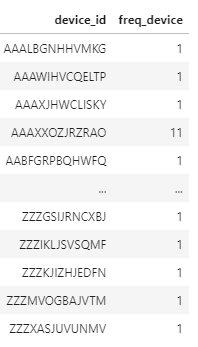 device_id freq_device
AAALBGNHHVMKG 1
AAAWIHVCQELTP 1
AAAXJHWCLISKY 1
AAAXXOZJRZRAO 11
AABFGRPBQHWFQ 1
... ...
ZZZGSIJRNCXBJ 1
ZZZIKLJSVSQMF 1
ZZZKJIZHJEDFN 1
ZZZMVOGBAJVTM 1
ZZZXASJUVUNMV 1